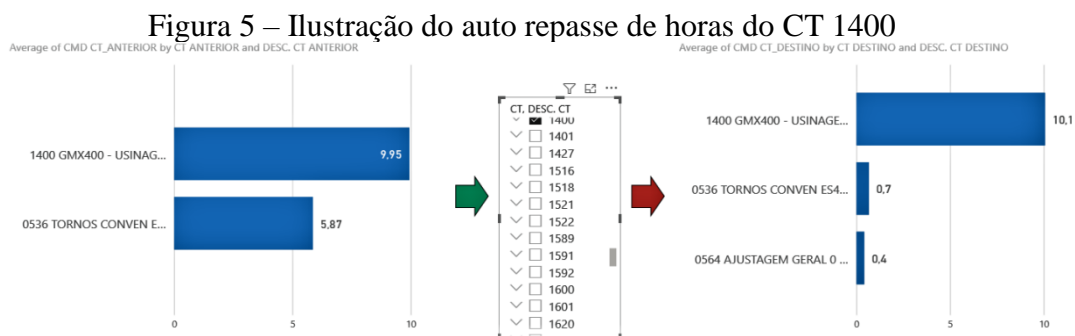 Figura 5 – Ilustração do auto repasse de horas do CT 1400
Average of CMD CT_ANTERIOR by CT ANTERIOR and DESC. CT ANTERIOR
1400 GMX400 - USINAG...
9,95
0536 TORNOS CONVEN E...
5,87
0
5
10
CT, DESC. CT
1400
1401
1427
1516
1518
1521
1522
1589
1591
1592
1600
1601
1620
Average of CMD CT_DESTINO by CT DESTINO and DESC. CT DESTINO
1400 GMX400 - USINAGE...
10,1
0536 TORNOS CONVEN ES4...
0,7
0564 AJUSTAGEM GERAL 0 ...
0,4
0
5
10